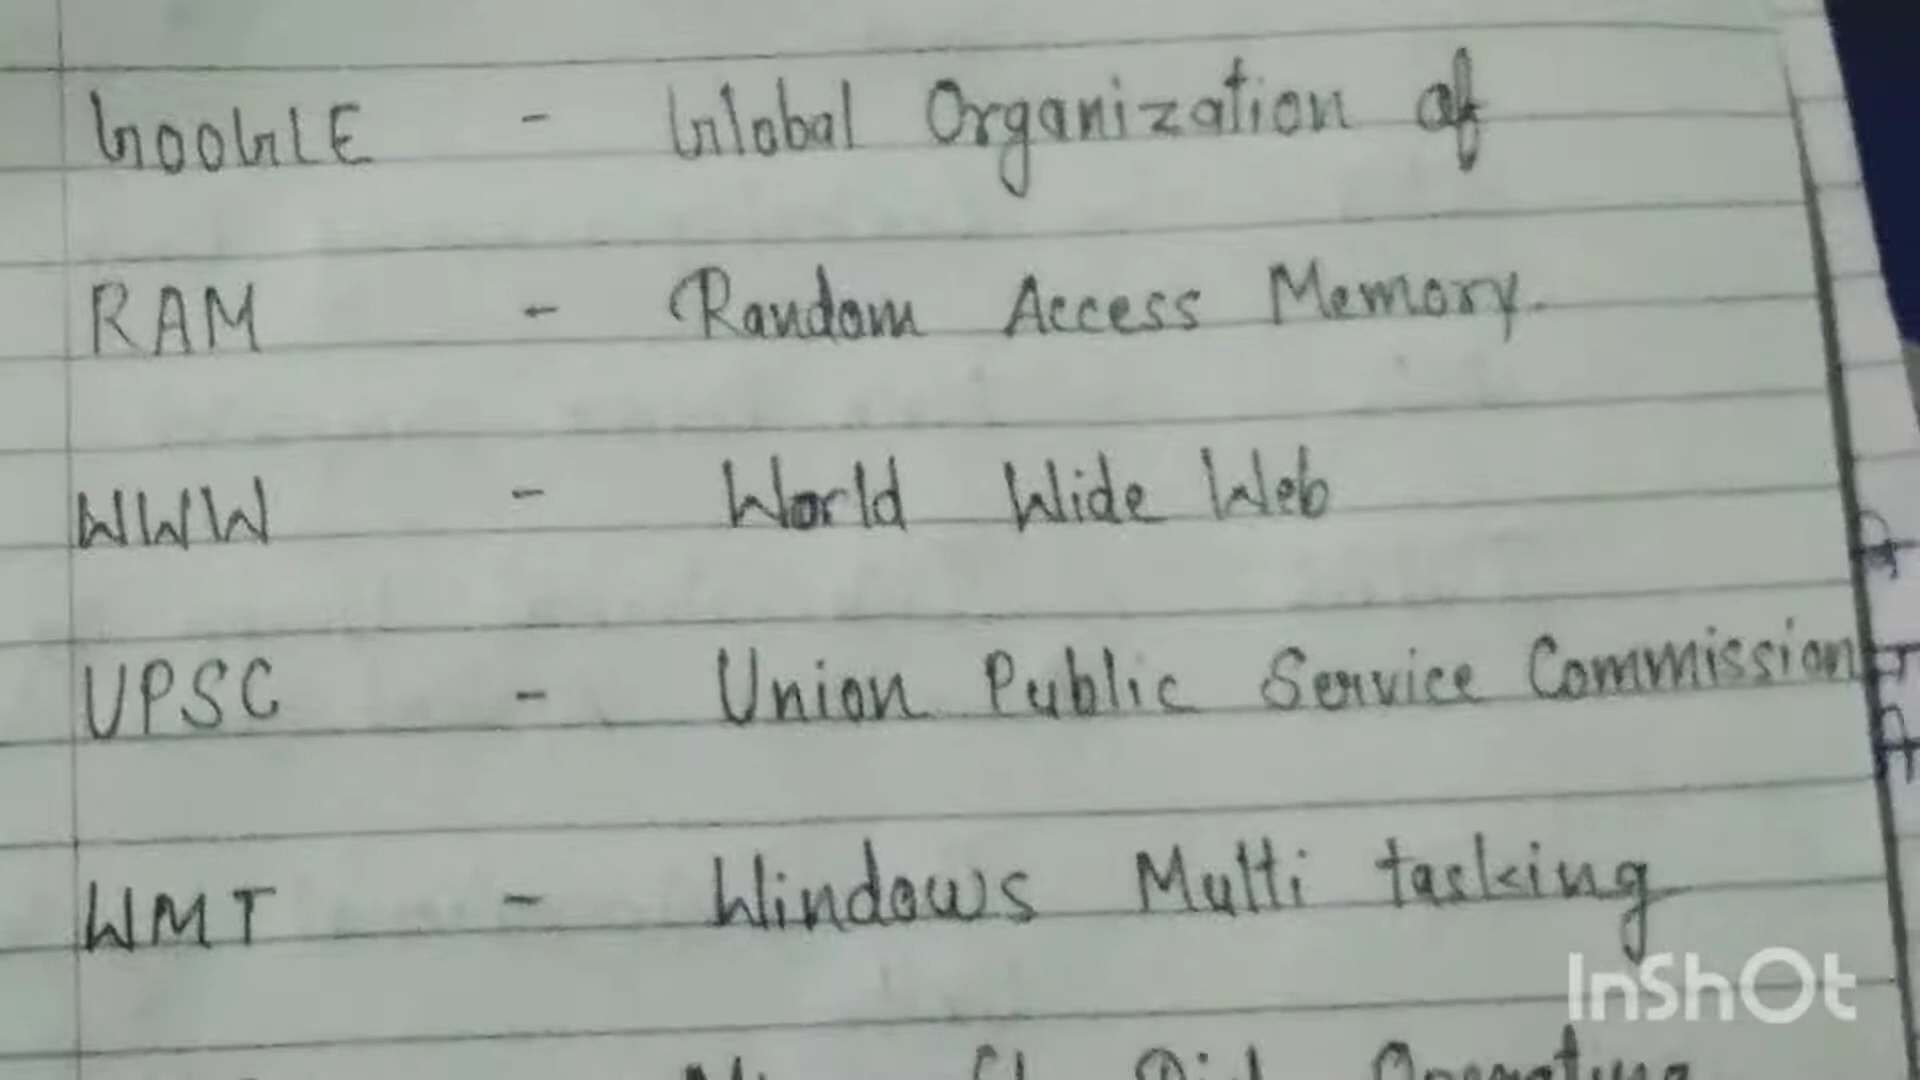 GOOGLE - Global Organization of
RAM - Random Access Memory
WWW - World Wide Web
UPSC - Union Public Service Commission
WMT - Windows Multi tasking
InShOt
Operating